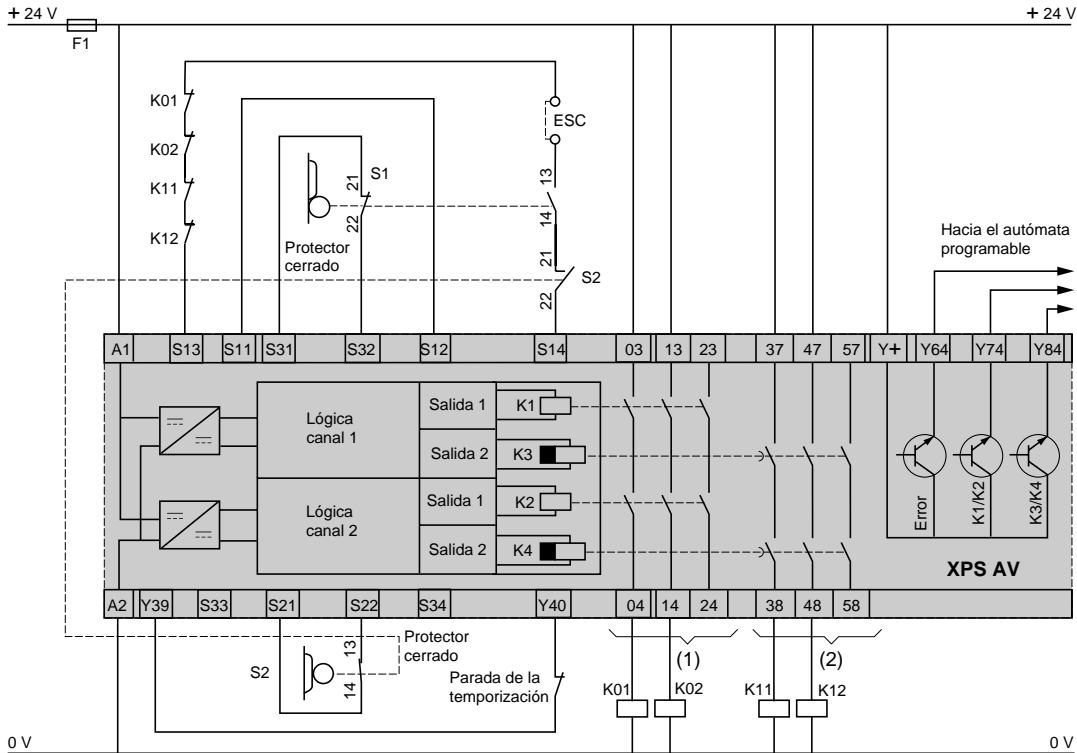 + 24 V
+ 24 V
F1
K01
K02
K11
K12
ESC
S1
21
22
13
14
21
22
S2
Protector
cerrado
Hacia el autómata
programable
A1 S13 S11 S31 S32 S12 S14 03 13 23 37 47 57 Y+ Y64 Y74 Y84
Lógica
canal 1
Salida 1
K1
Salida 2
K3
Lógica
canal 2
Salida 1
K2
Salida 2
K4
Error
K1/K2
K3/K4
XPS AV
A2 Y39 S33 S21 S22 S34 Y40 04 14 24 38 48 58
S2
13
14
Protector
cerrado
Parada de la
temporización
(1)
(2)
K01
K02
K11
K12
0 V
0 V